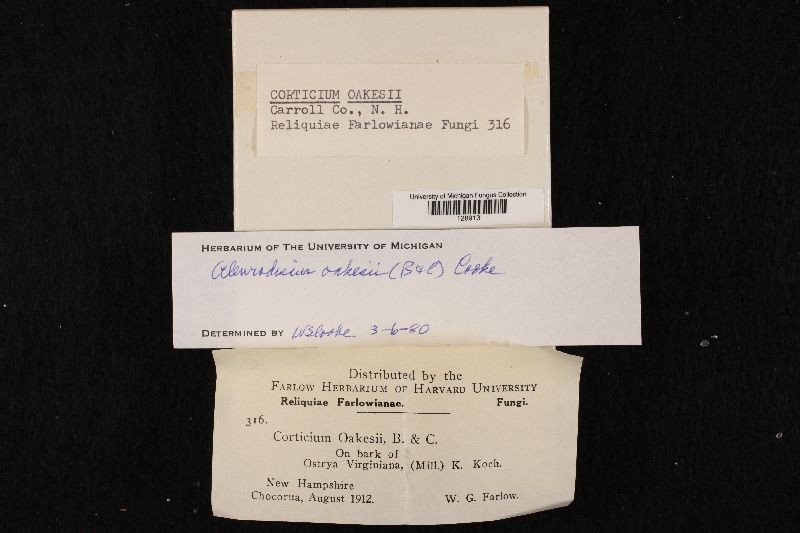 CORTICIUM OAKESII
Carroll Co., N. H.
Reliquiae Farlowianae Fungi 316
University of Michigan Fungus Collection
128913
HERBARIUM OF THE UNIVERSITY OF MICHIGAN
Aleurodiscus oakesii (B & C) Cooke
DETERMINED BY WBCooke 3-6-80
Distributed by the
FARLOW HERBARIUM OF HARVARD UNIVERSITY
Reliquiae Farlowianae. Fungi.
316.
Corticium Oakesii, B. & C.
On bark of
Ostrya Virginiana, (Mill.) K. Koch.
New Hampshire
Chocorua, August 1912. W. G. Farlow.